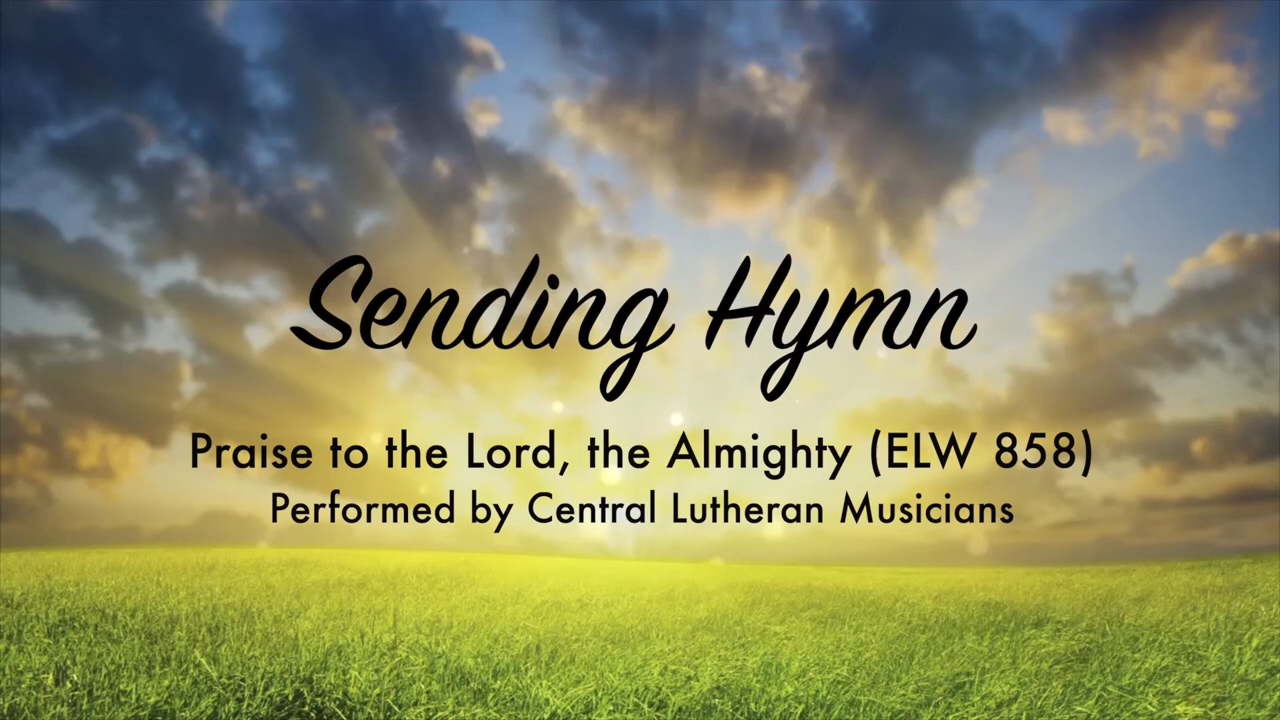 Sending Hymn
Praise to the Lord, the Almighty (ELW 858)
Performed by Central Lutheran Musicians